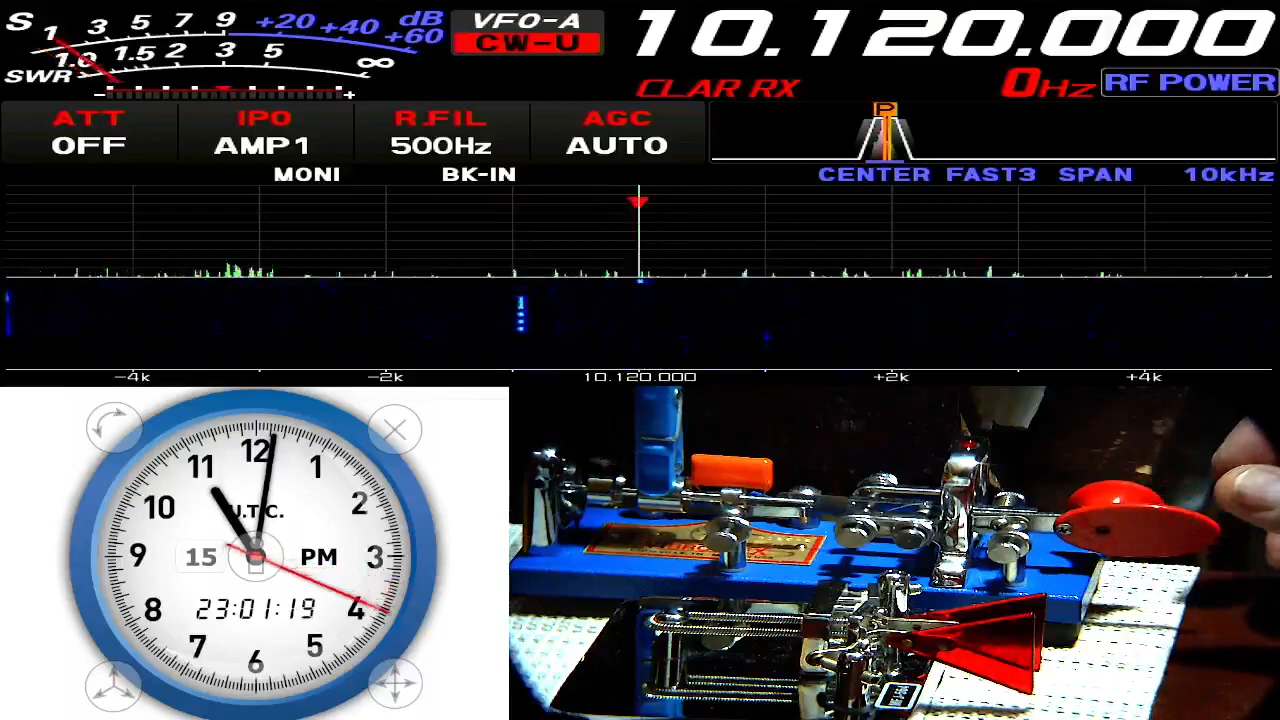 S 1 3 5 7 9 +20 +40 +60 dB
1.0 1.5 2 3 5 ∞
SWR
- +
VFO-A
CW-U
10.120.000
CLAR RX 0Hz RF POWER
ATT IPO R.FIL AGC
OFF AMP1 500Hz AUTO
P
MONI BK-IN
CENTER FAST3 SPAN 10kHz
-4k -2k 10.120.000 +2k +4k
12
11 1
10 2
U.T.C.
9 15 PM 3
8 23:01:19 4
7 5
6